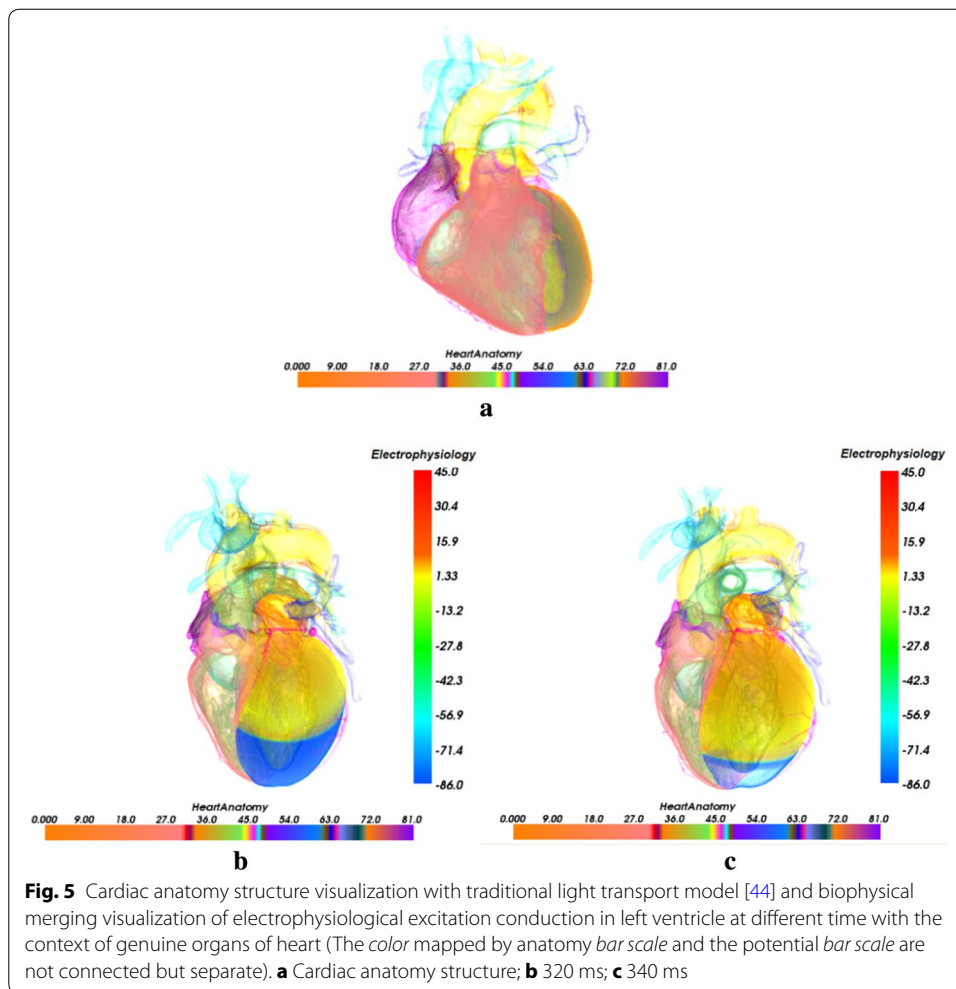 HeartAnatomy
0.000 9.00 18.0 27.0 36.0 45.0 54.0 63.0 72.0 81.0
a
Electrophysiology
45.0
30.4
15.9
1.33
-13.2
-27.8
-42.3
-56.9
-71.4
-86.0
HeartAnatomy
0.000 9.00 18.0 27.0 36.0 45.0 54.0 63.0 72.0 81.0
b
Electrophysiology
45.0
30.4
15.9
1.33
-13.2
-27.8
-42.3
-56.9
-71.4
-86.0
HeartAnatomy
0.000 9.00 18.0 27.0 36.0 45.0 54.0 63.0 72.0 81.0
c
Fig. 5 Cardiac anatomy structure visualization with traditional light transport model [44] and biophysical
merging visualization of electrophysiological excitation conduction in left ventricle at different time with the
context of genuine organs of heart (The color mapped by anatomy bar scale and the potential bar scale are
not connected but separate). a Cardiac anatomy structure; b 320 ms; c 340 ms